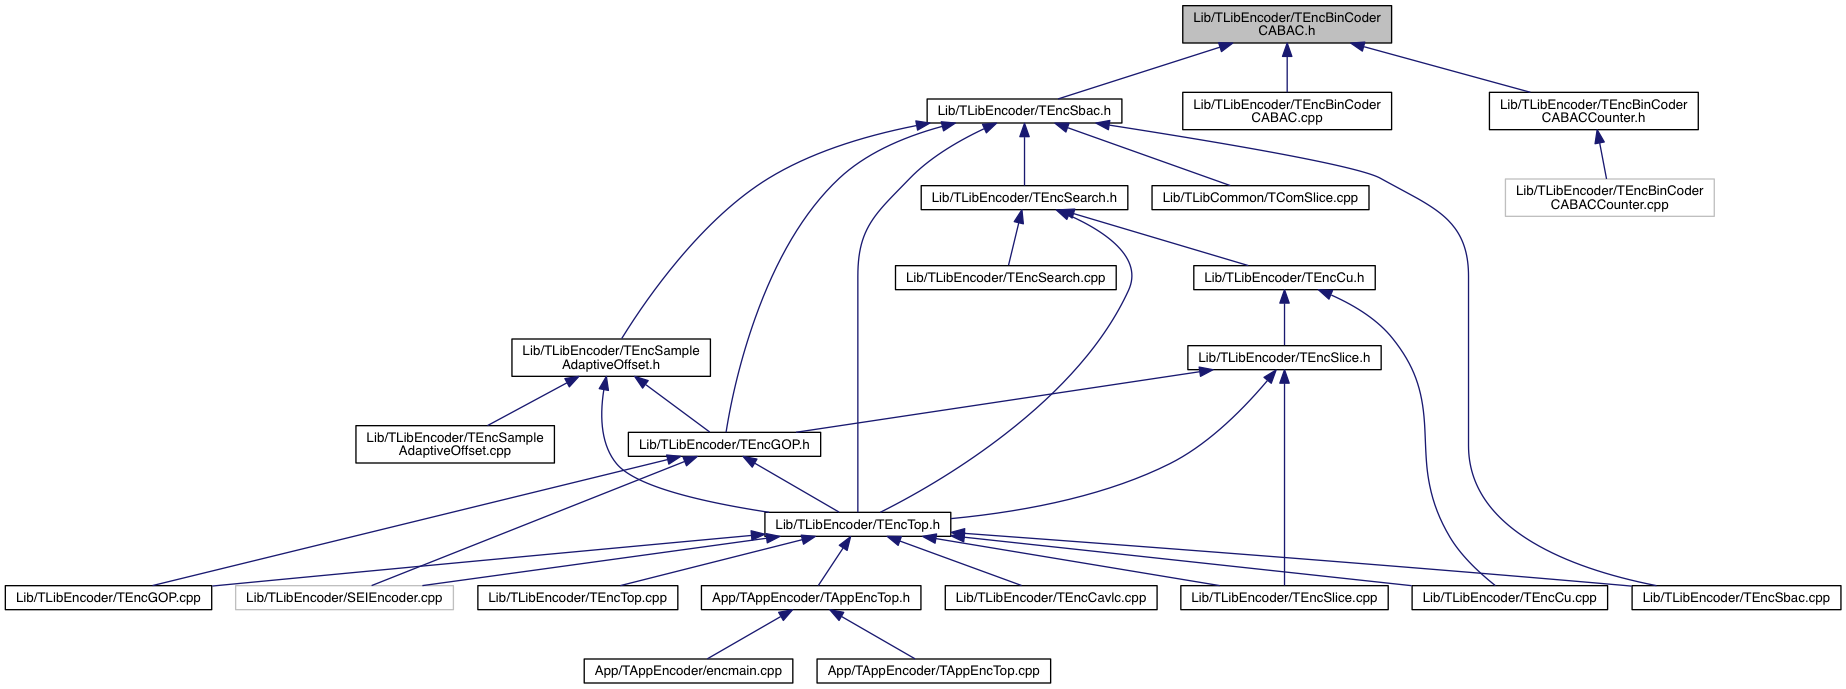 Lib/TLibEncoder/TEncBinCoder
CABAC.h
Lib/TLibEncoder/TEncSbac.h
Lib/TLibEncoder/TEncBinCoder
CABAC.cpp
Lib/TLibEncoder/TEncBinCoder
CABACCounter.h
Lib/TLibEncoder/TEncSearch.h
Lib/TLibCommon/TComSlice.cpp
Lib/TLibEncoder/TEncBinCoder
CABACCounter.cpp
Lib/TLibEncoder/TEncSearch.cpp
Lib/TLibEncoder/TEncCu.h
Lib/TLibEncoder/TEncSample
AdaptiveOffset.h
Lib/TLibEncoder/TEncSlice.h
Lib/TLibEncoder/TEncSample
AdaptiveOffset.cpp
Lib/TLibEncoder/TEncGOP.h
Lib/TLibEncoder/TEncTop.h
Lib/TLibEncoder/TEncGOP.cpp
Lib/TLibEncoder/SEIEncoder.cpp
Lib/TLibEncoder/TEncTop.cpp
App/TAppEncoder/TAppEncTop.h
Lib/TLibEncoder/TEncCavlc.cpp
Lib/TLibEncoder/TEncSlice.cpp
Lib/TLibEncoder/TEncCu.cpp
Lib/TLibEncoder/TEncSbac.cpp
App/TAppEncoder/encmain.cpp
App/TAppEncoder/TAppEncTop.cpp